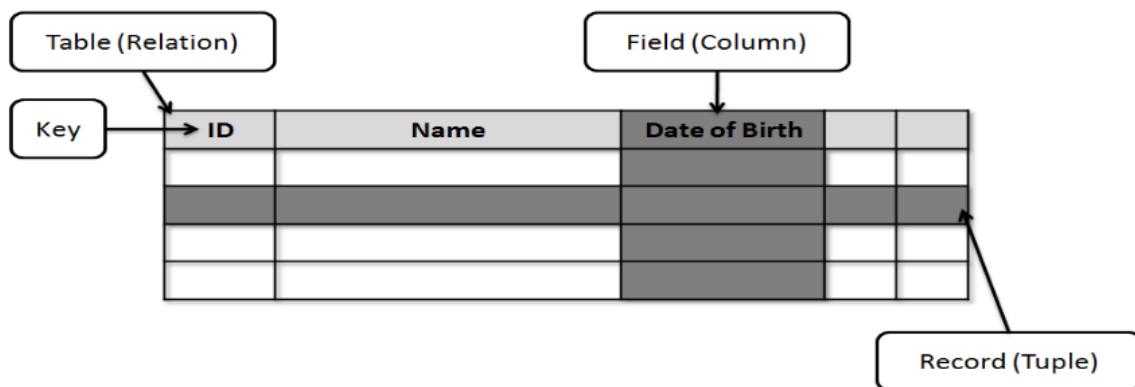 Table (Relation)
Field (Column)
Key
ID
Name
Date of Birth
Record (Tuple)